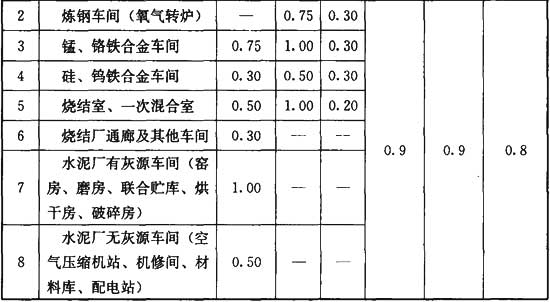 2 炼钢车间（氧气转炉） — 0.75 0.30
3 锰、铬铁合金车间 0.75 1.00 0.30
4 硅、钨铁合金车间 0.30 0.50 0.30
5 烧结室、一次混合室 0.50 1.00 0.20
6 烧结厂通廊及其他车间 0.30 — —
0.9 0.9 0.8
水泥厂有灰源车间（窑
7 房、磨房、联合贮库、烘 1.00 — —
干房、破碎房）
水泥厂无灰源车间（空
8 气压缩机站、机修间、材 0.50 — —
料库、配电站）